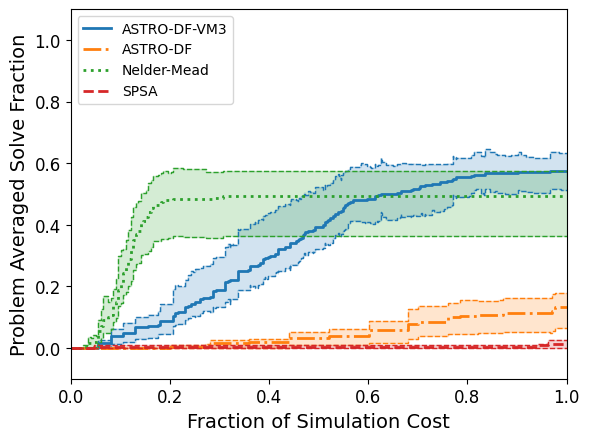 ASTRO-DF-VM3
ASTRO-DF
Nelder-Mead
SPSA
Problem Averaged Solve Fraction
1.0
0.8
0.6
0.4
0.2
0.0
0.0 0.2 0.4 0.6 0.8 1.0
Fraction of Simulation Cost